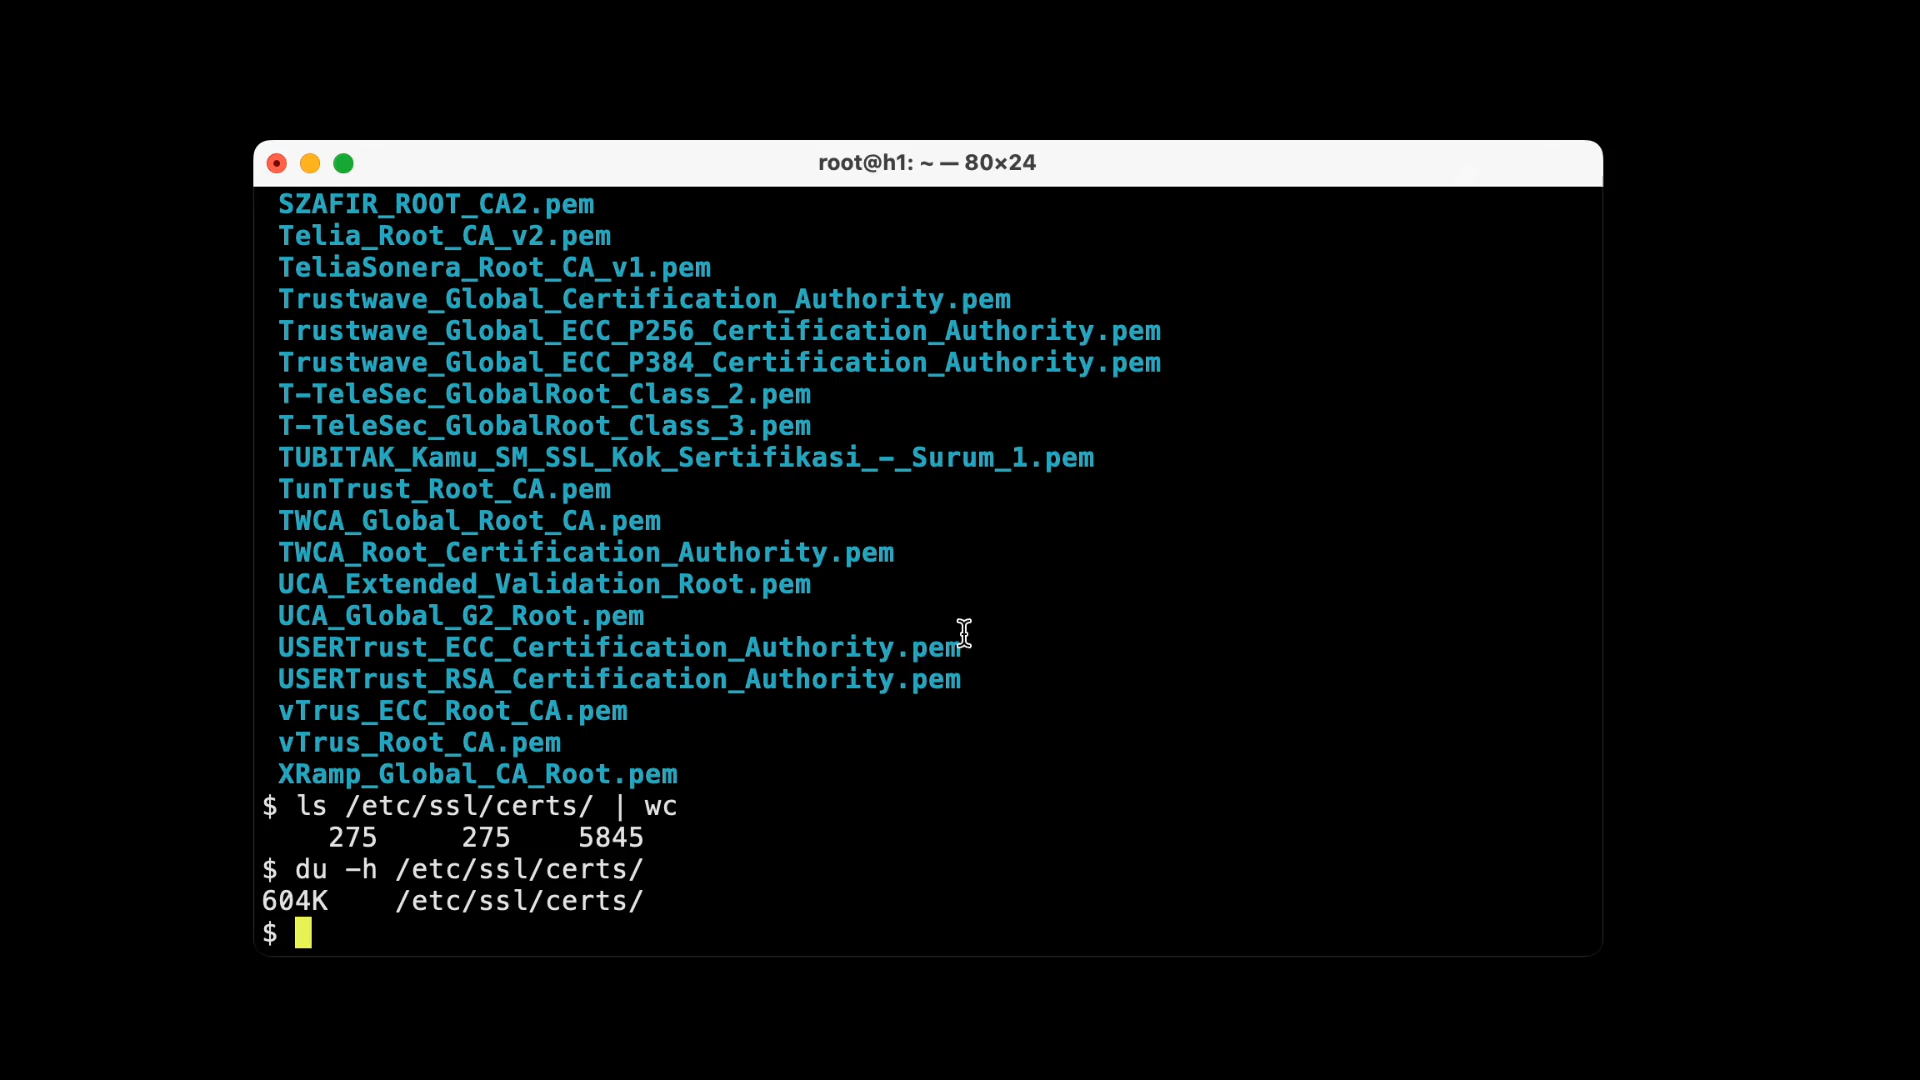 root@h1: ~ — 80×24
SZAFIR_ROOT_CA2.pem
Telia_Root_CA_v2.pem
TeliaSonera_Root_CA_v1.pem
Trustwave_Global_Certification_Authority.pem
Trustwave_Global_ECC_P256_Certification_Authority.pem
Trustwave_Global_ECC_P384_Certification_Authority.pem
T-TeleSec_GlobalRoot_Class_2.pem
T-TeleSec_GlobalRoot_Class_3.pem
TUBITAK_Kamu_SM_SSL_Kok_Sertifikasi_-_Surum_1.pem
TunTrust_Root_CA.pem
TWCA_Global_Root_CA.pem
TWCA_Root_Certification_Authority.pem
UCA_Extended_Validation_Root.pem
UCA_Global_G2_Root.pem
USERTrust_ECC_Certification_Authority.pem
USERTrust_RSA_Certification_Authority.pem
vTrus_ECC_Root_CA.pem
vTrus_Root_CA.pem
XRamp_Global_CA_Root.pem
$ ls /etc/ssl/certs/ | wc
275 275 5845
$ du -h /etc/ssl/certs/
604K /etc/ssl/certs/
$